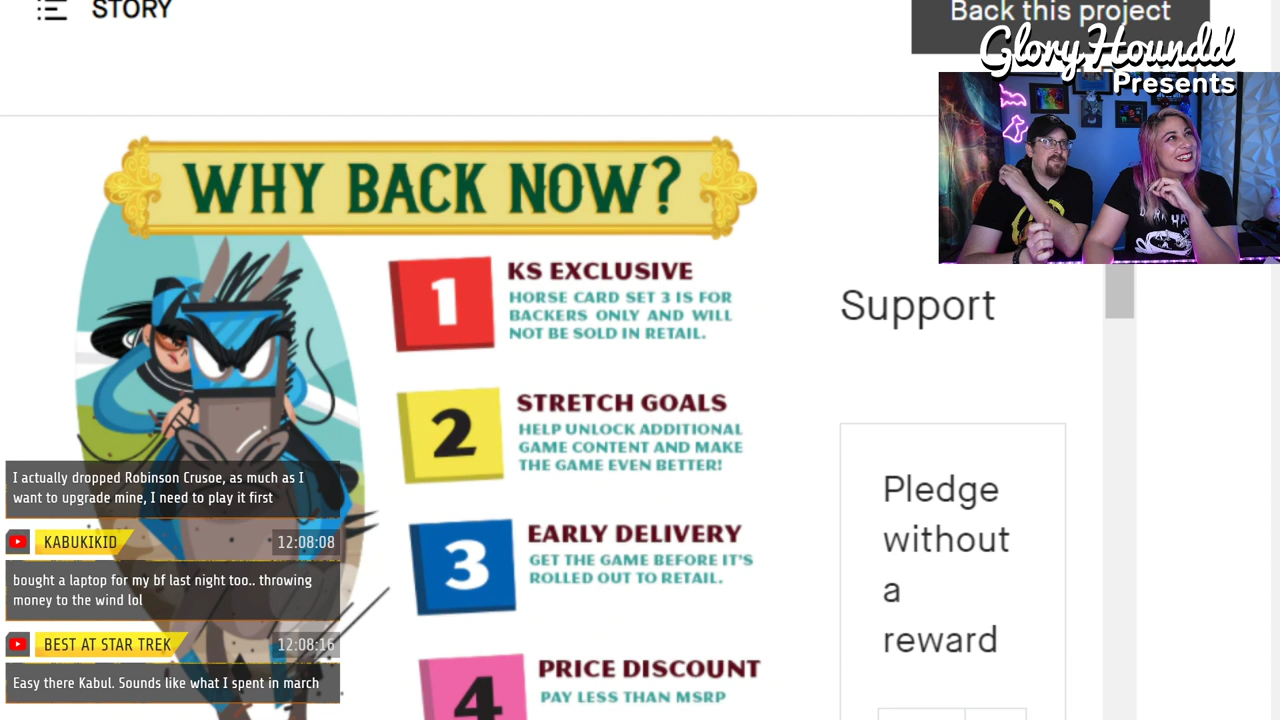 STORY
Back this project
GloryHoundd
Presents
WHY BACK NOW?
1
KS EXCLUSIVE
HORSE CARD SET 3 IS FOR
BACKERS ONLY AND WILL
NOT BE SOLD IN RETAIL.
Support
2
STRETCH GOALS
HELP UNLOCK ADDITIONAL
GAME CONTENT AND MAKE
THE GAME EVEN BETTER!
3
EARLY DELIVERY
GET THE GAME BEFORE IT'S
ROLLED OUT TO RETAIL.
4
PRICE DISCOUNT
PAY LESS THAN MSRP
Pledge
without
a
reward
I actually dropped Robinson Crusoe, as much as I
want to upgrade mine, I need to play it first
KABUKIKID 12:08:08
bought a laptop for my bf last night too.. throwing
money to the wind lol
BEST AT STAR TREK 12:08:16
Easy there Kabul. Sounds like what I spent in march